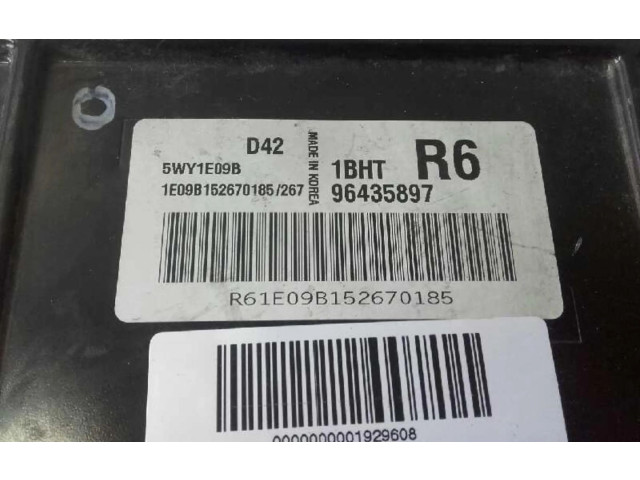 D42
5WY1E09B
1E09B152670185/267
MADE IN KOREA
1BHT R6
96435897
R61E09B152670185
0000000001929608